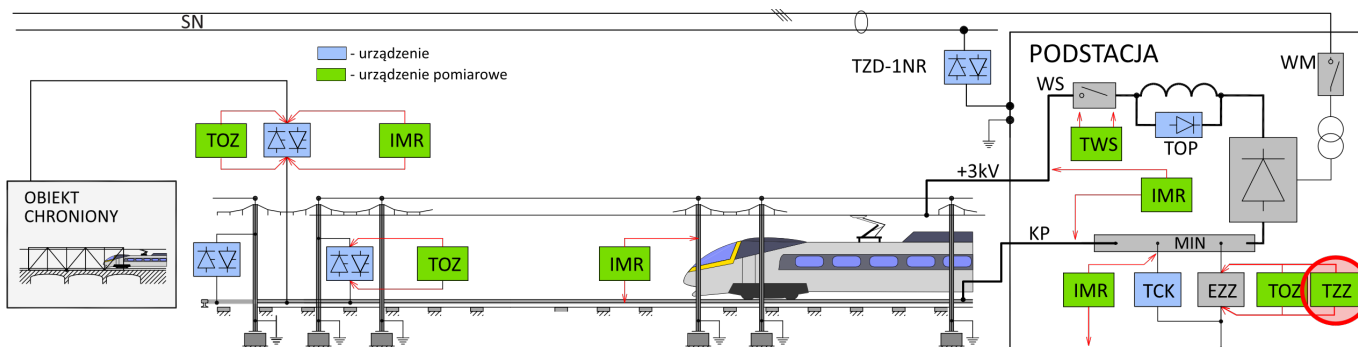 SN
- urządzenie
- urządzenie pomiarowe
TZD-1NR
PODSTACJA
WS
WM
TWS
TOP
TOZ
IMR
+3kV
IMR
OBIEKT
CHRONIONY
KP
MIN
TOZ
IMR
IMR
TCK
EZZ
TOZ
TZZ